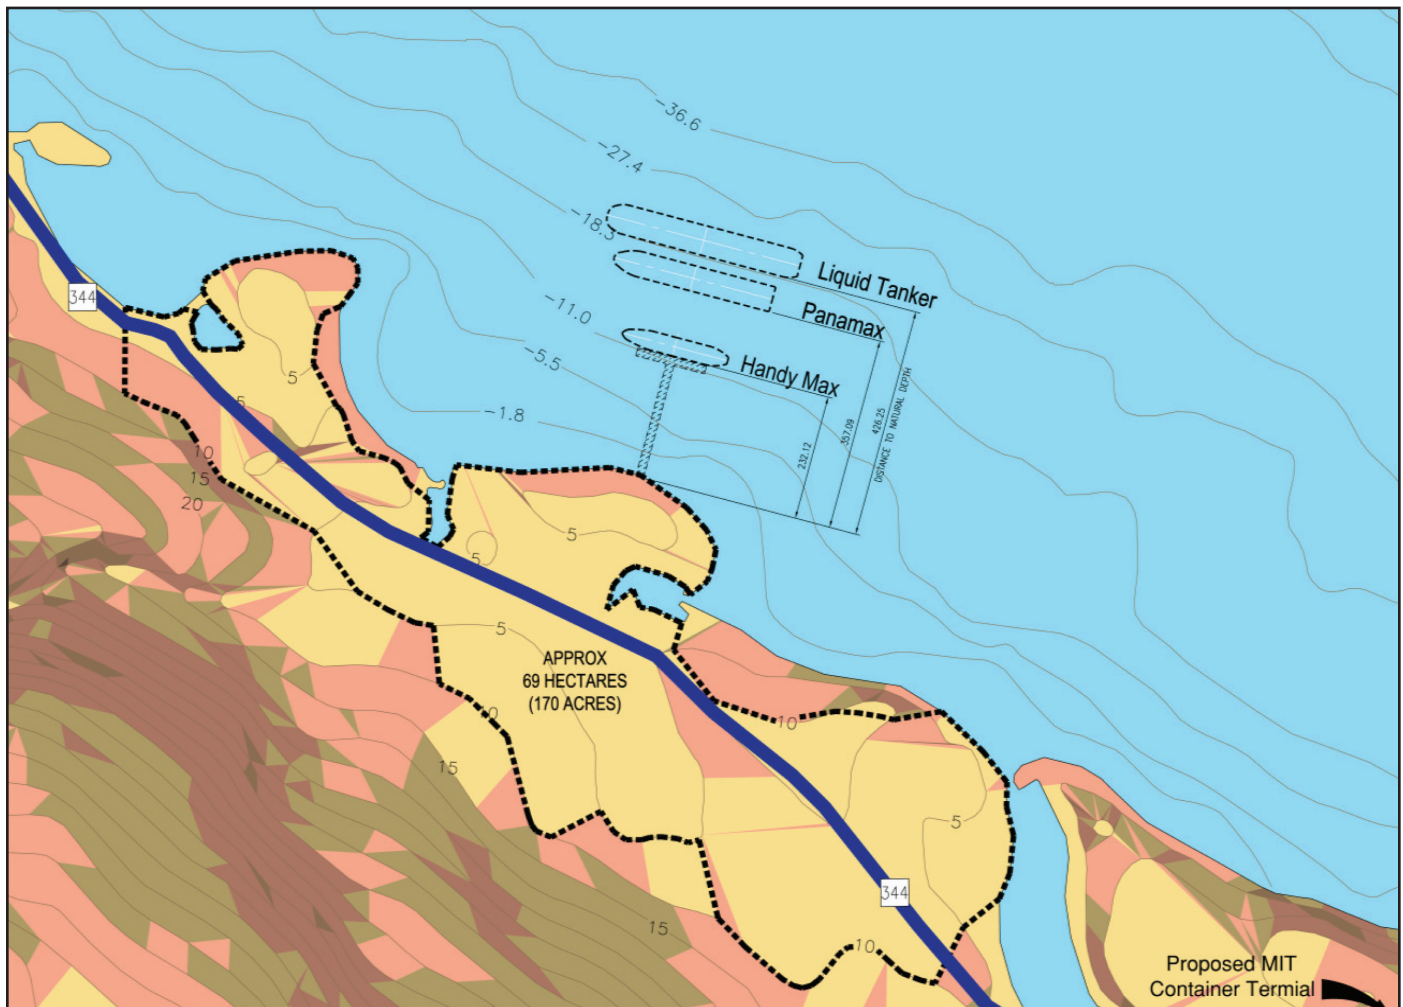 -36.6
-27.4
-18.3
Liquid Tanker
344
-11.0
Panamax
-5.5
Handy Max
5
-1.8
5
232.12
357.09
426.25
DISTANCE TO NATURAL DEPTH
10
15
20
5
5
5
APPROX
69 HECTARES
(170 ACRES)
10
10
15
5
344
15
10
Proposed MIT
Container Termial